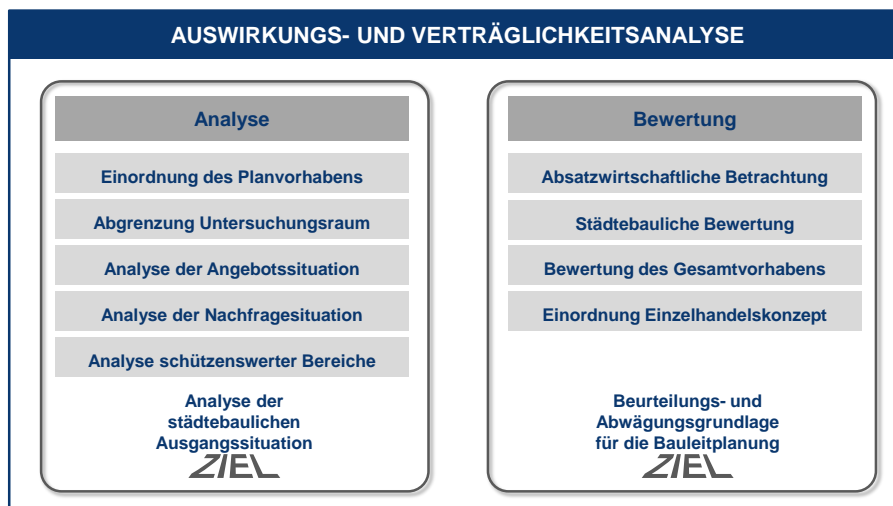 AUSWIRKUNGS- UND VERTRÄGLICHKEITSANALYSE
Analyse
Einordnung des Planvorhabens
Abgrenzung Untersuchungsraum
Analyse der Angebotssituation
Analyse der Nachfragesituation
Analyse schützenswerter Bereiche
Analyse der
städtebaulichen
Ausgangssituation
ZIEL
Bewertung
Absatzwirtschaftliche Betrachtung
Städtebauliche Bewertung
Bewertung des Gesamtvorhabens
Einordnung Einzelhandelskonzept
Beurteilungs- und
Abwägungsgrundlage
für die Bauleitplanung
ZIEL